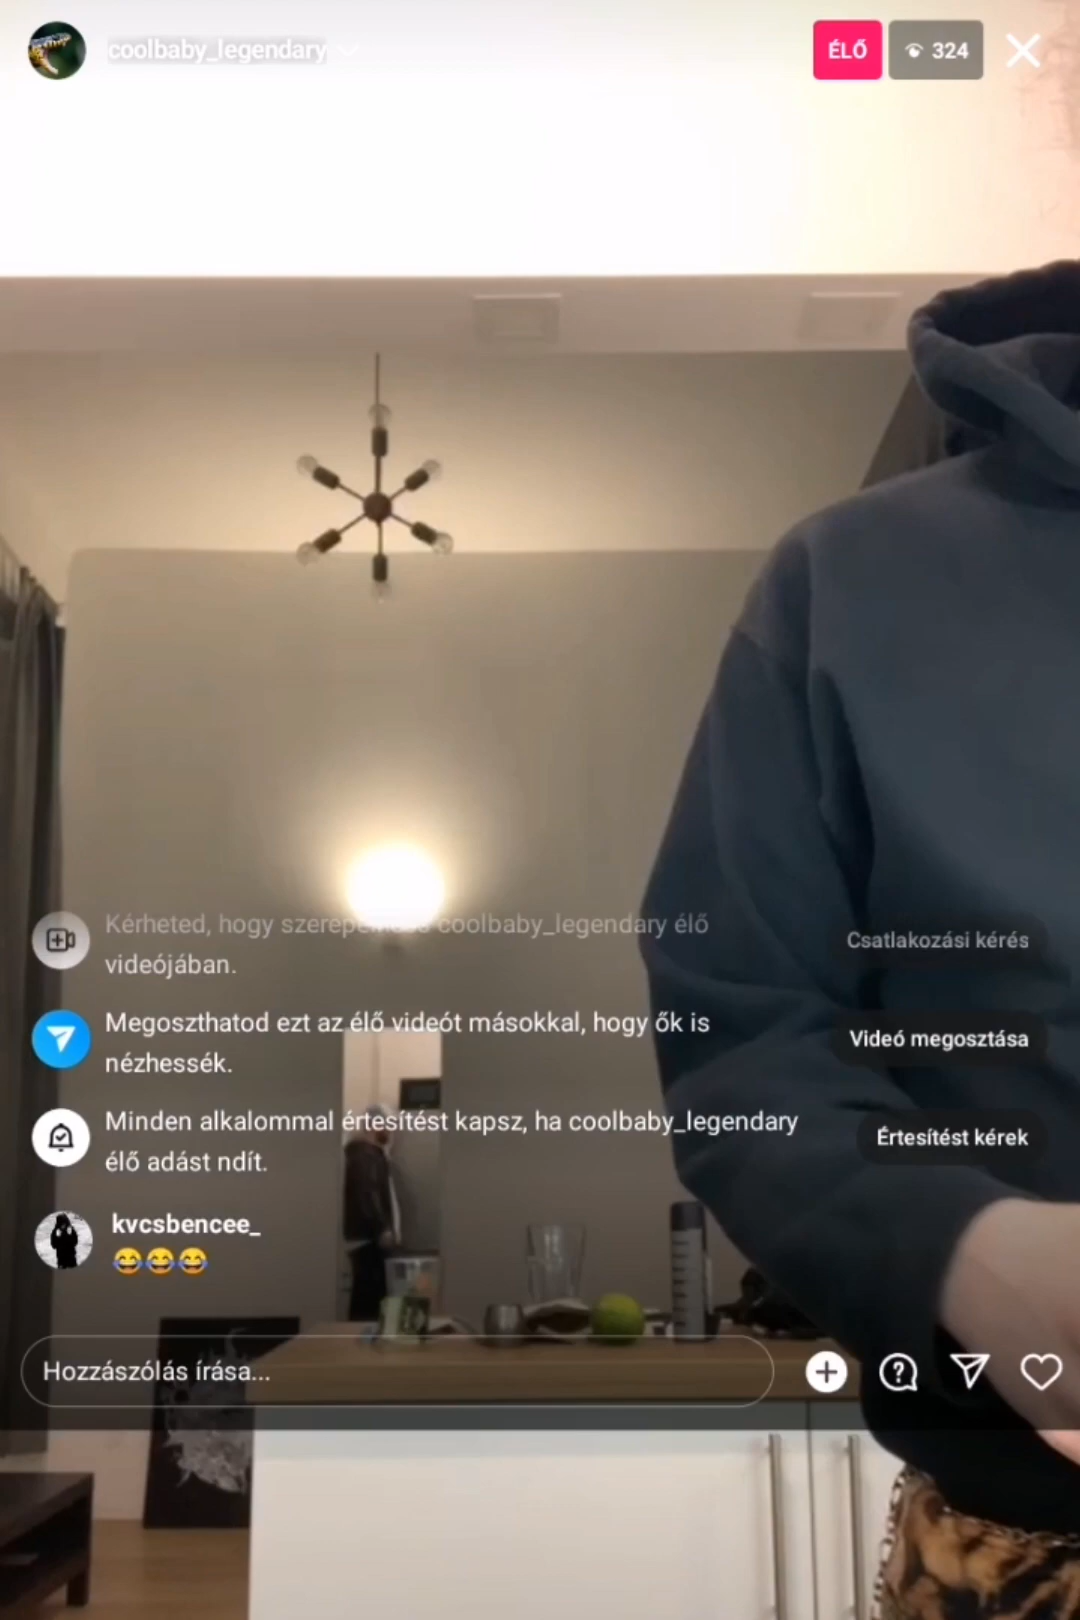 coolbaby_legendary
ÉLŐ
324
Kérheted, hogy coolbaby_legendary élő
videójában.
Csatlakozási kérés
Megoszthatod ezt az élő videót másokkal, hogy ők is
nézhessék.
Videó megosztása
Minden alkalommal értesítést kapsz, ha coolbaby_legendary
élő adást ndít.
Értesítést kérek
kvcsbencee_
😂😂😂
Hozzászólás írása...